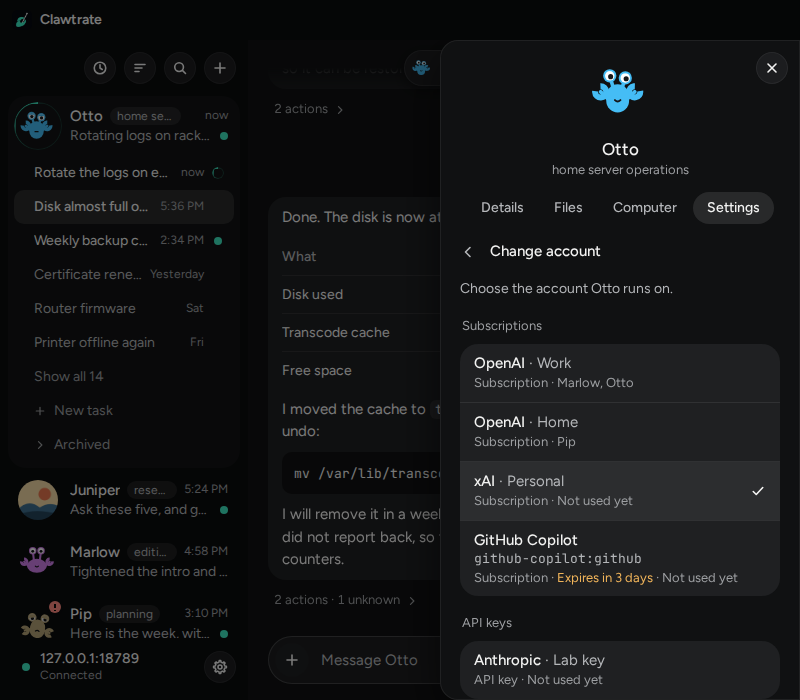 Clawtrate
Otto home se... now
Rotating logs on rack...
Rotate the logs on e... now
Disk almost full o... 5:36 PM
Weekly backup c... 2:34 PM
Certificate rene... Yesterday
Router firmware Sat
Printer offline again Fri
Show all 14
New task
Archived
Juniper rese... 5:24 PM
Ask these five, and g...
Marlow editi... 4:58 PM
Tightened the intro and ...
Pip planning 3:10 PM
Here is the week. wit...
127.0.0.1:18789
Connected
2 actions
Done. The disk is now at
What
Disk used
Transcode cache
Free space
I moved the cache to
undo:
mv /var/lib/transc
I will remove it in a wee
did not report back, so
counters.
2 actions · 1 unknown
Message Otto
Otto
home server operations
Details Files Computer Settings
Change account
Choose the account Otto runs on.
Subscriptions
OpenAI · Work
Subscription · Marlow, Otto
OpenAI · Home
Subscription · Pip
xAI · Personal
Subscription · Not used yet
GitHub Copilot
github-copilot:github
Subscription · Expires in 3 days · Not used yet
API keys
Anthropic · Lab key
API key · Not used yet